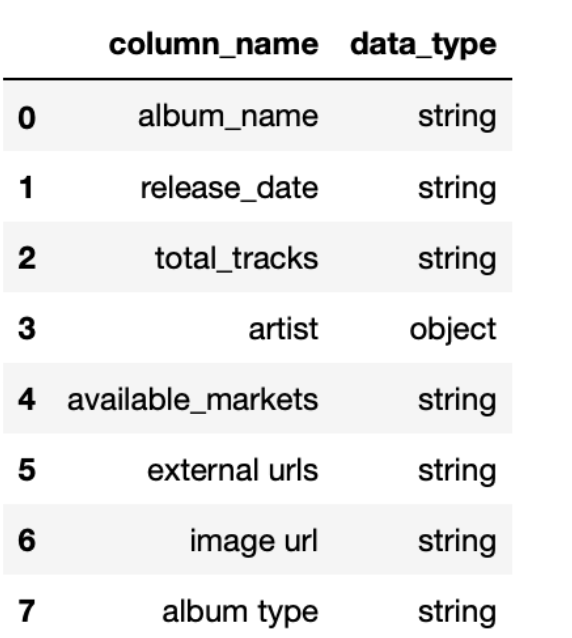 column_name data_type
0 album_name string
1 release_date string
2 total_tracks string
3 artist object
4 available_markets string
5 external urls string
6 image url string
7 album type string